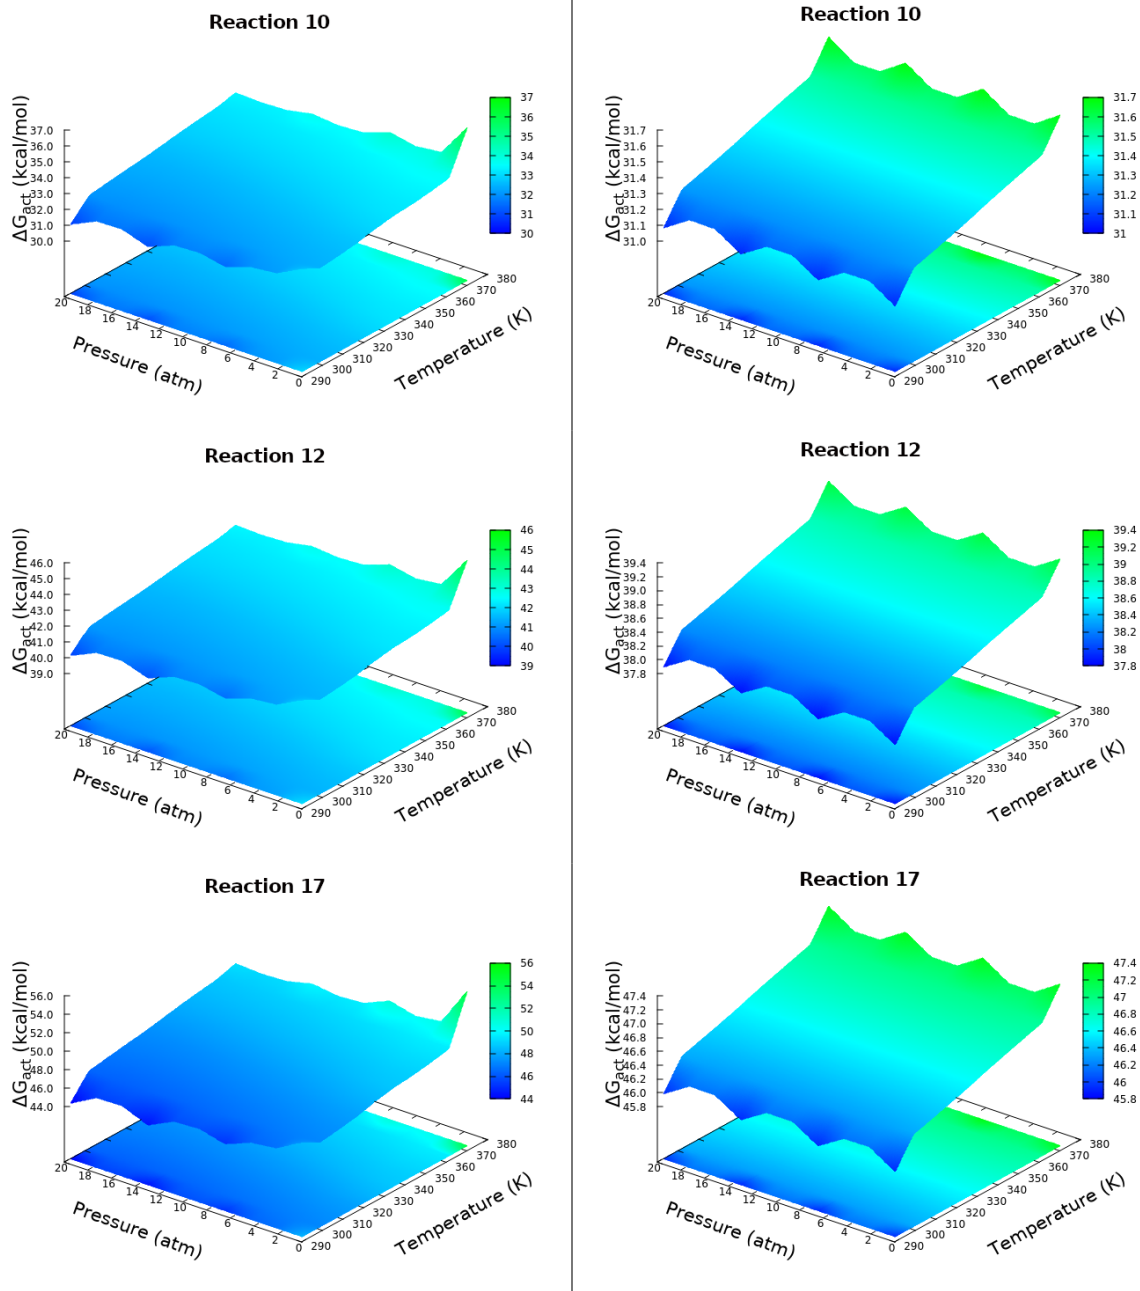 Reaction 10
ΔGact (kcal/mol)
37.0
36.0
35.0
34.0
33.0
32.0
31.0
30.0
37
36
35
34
33
32
31
30
20 18 16 14 12 10 8 6 4 2 0
Pressure (atm)
290 300 310 320 330 340 350 360 370 380
Temperature (K)
Reaction 10
ΔGact (kcal/mol)
31.7
31.6
31.5
31.4
31.3
31.2
31.1
31.0
31.7
31.6
31.5
31.4
31.3
31.2
31.1
31
20 18 16 14 12 10 8 6 4 2 0
Pressure (atm)
290 300 310 320 330 340 350 360 370 380
Temperature (K)
Reaction 12
ΔGact (kcal/mol)
46.0
45.0
44.0
43.0
42.0
41.0
40.0
39.0
46
45
44
43
42
41
40
39
20 18 16 14 12 10 8 6 4 2 0
Pressure (atm)
290 300 310 320 330 340 350 360 370 380
Temperature (K)
Reaction 12
ΔGact (kcal/mol)
39.4
39.2
39.0
38.8
38.6
38.4
38.2
38.0
37.8
39.4
39.2
39
38.8
38.6
38.4
38.2
38
37.8
20 18 16 14 12 10 8 6 4 2 0
Pressure (atm)
290 300 310 320 330 340 350 360 370 380
Temperature (K)
Reaction 17
ΔGact (kcal/mol)
56.0
54.0
52.0
50.0
48.0
46.0
44.0
56
54
52
50
48
46
44
20 18 16 14 12 10 8 6 4 2 0
Pressure (atm)
290 300 310 320 330 340 350 360 370 380
Temperature (K)
Reaction 17
ΔGact (kcal/mol)
47.4
47.2
47.0
46.8
46.6
46.4
46.2
46.0
45.8
47.4
47.2
47
46.8
46.6
46.4
46.2
46
45.8
20 18 16 14 12 10 8 6 4 2 0
Pressure (atm)
290 300 310 320 330 340 350 360 370 380
Temperature (K)